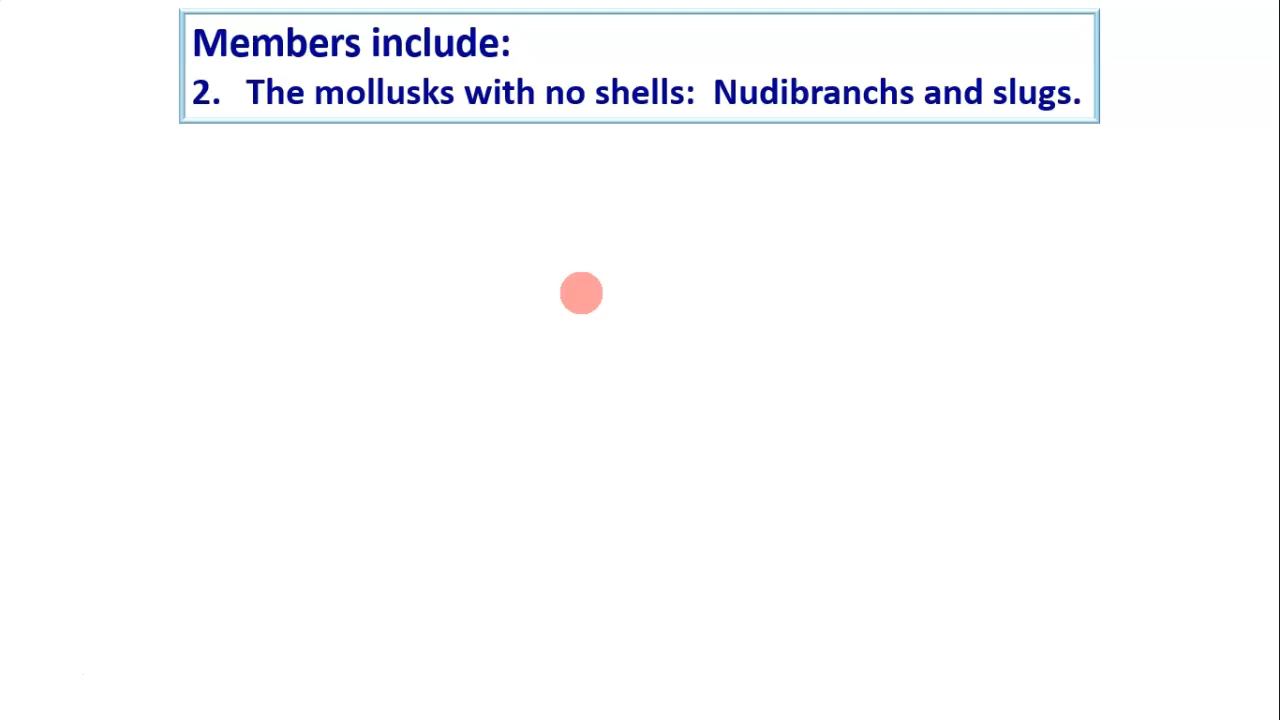 Members include:
2. The mollusks with no shells: Nudibranchs and slugs.